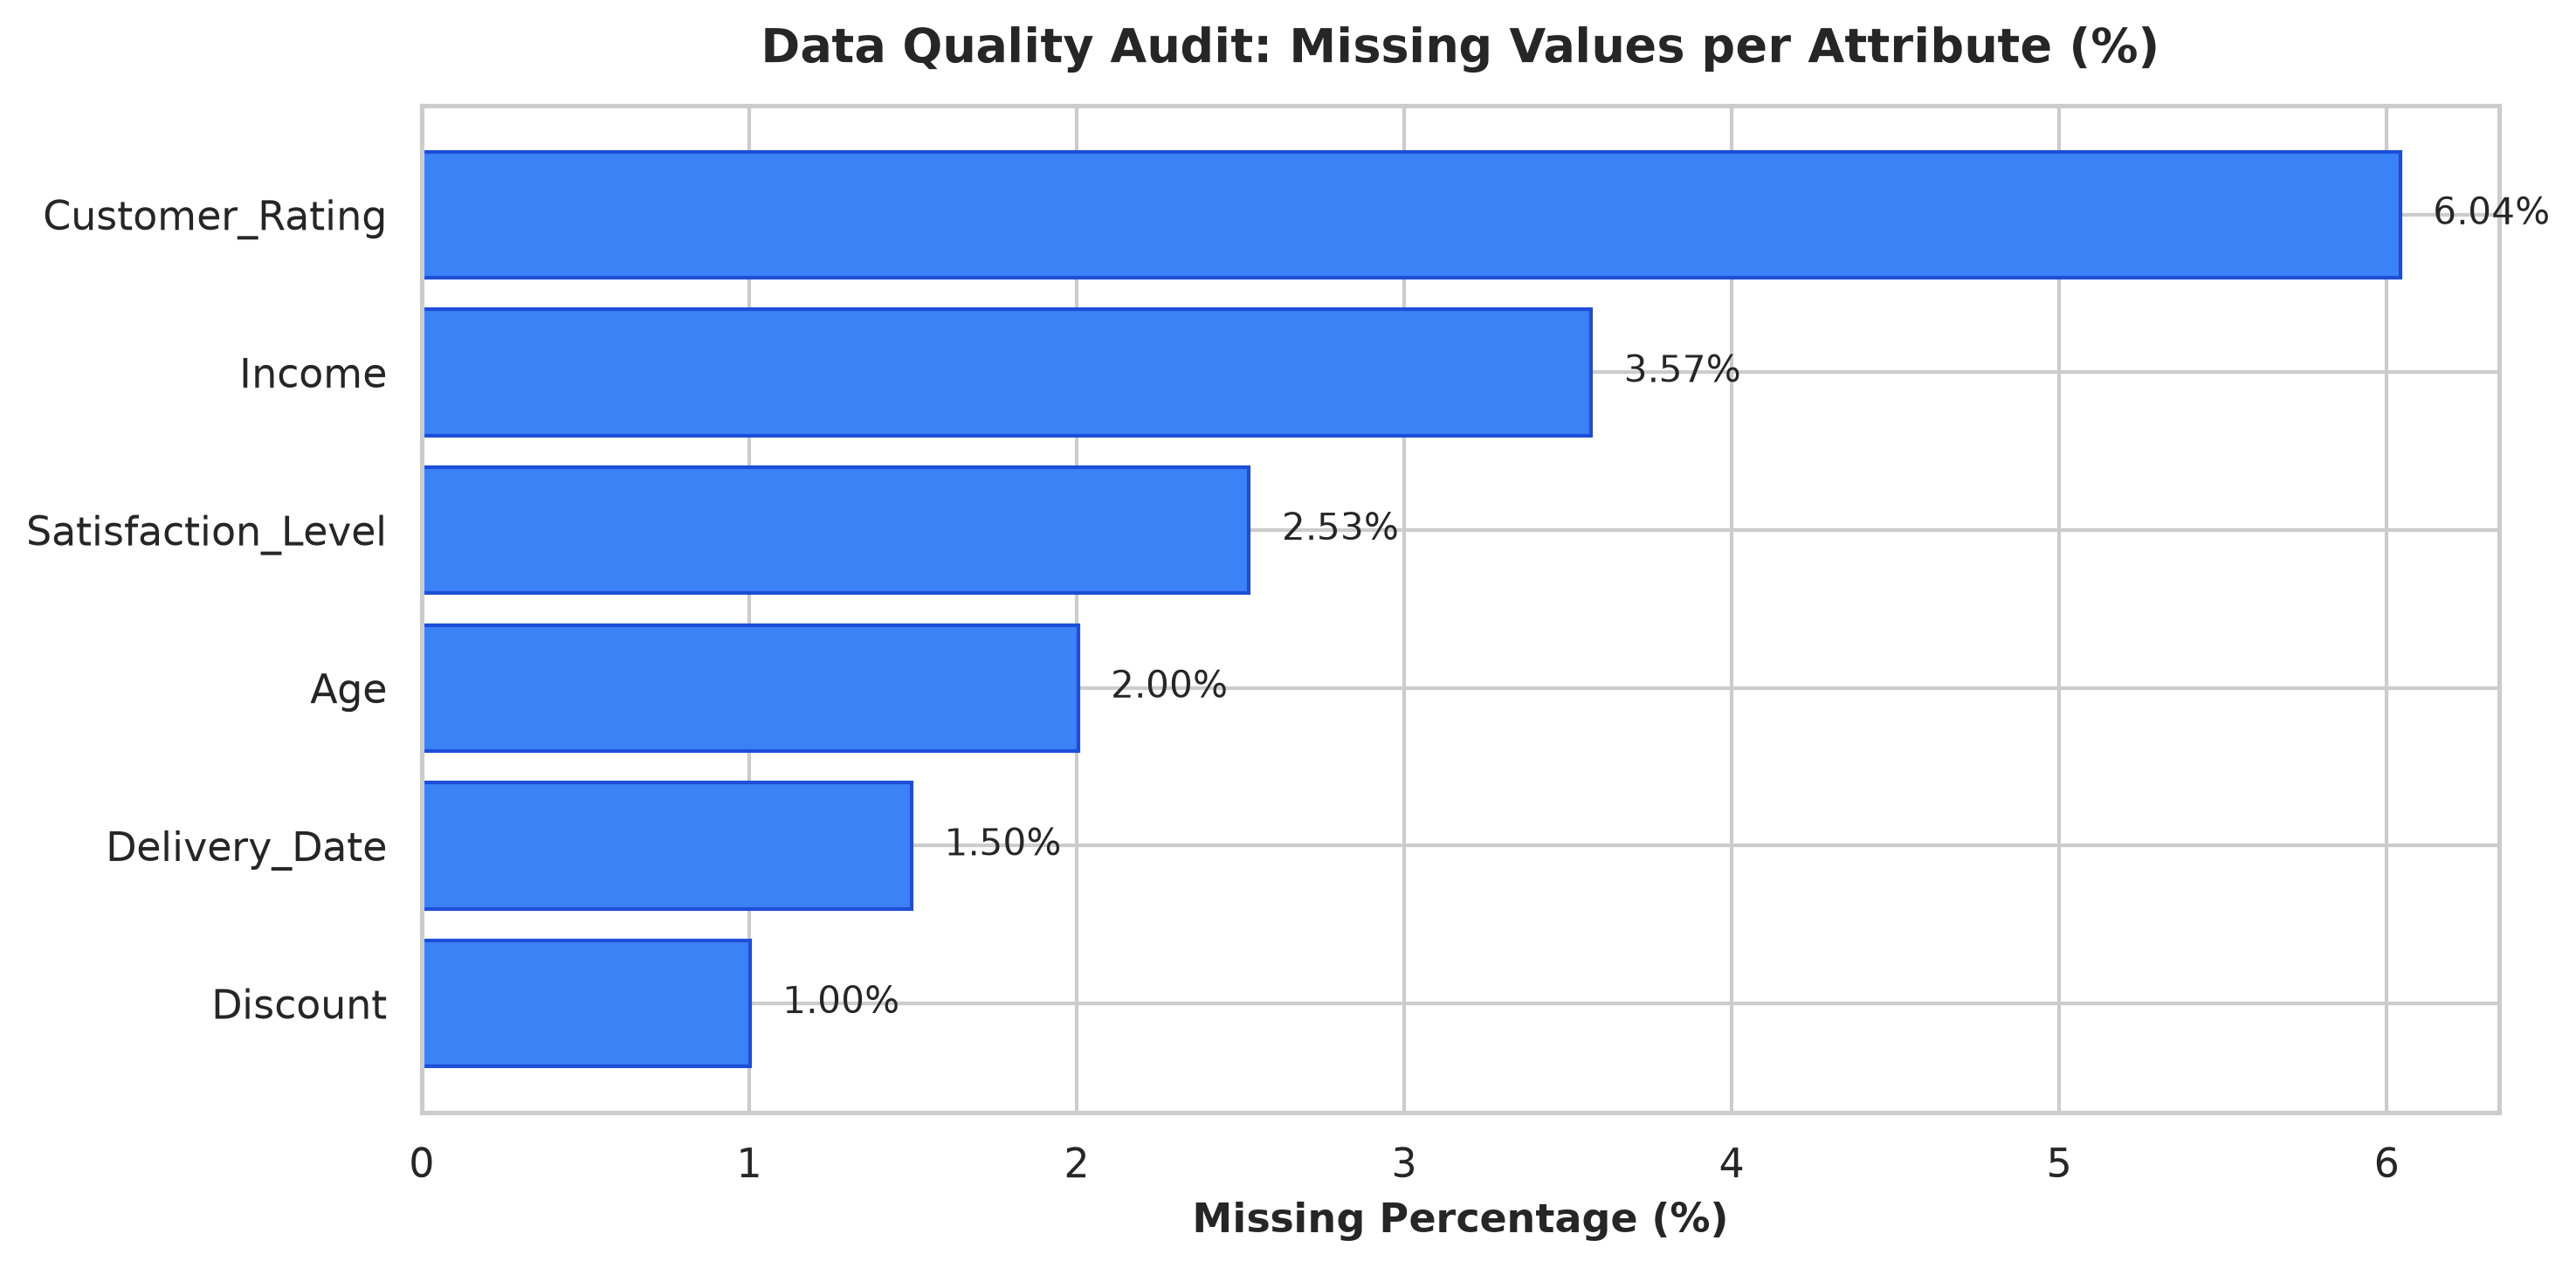 Data Quality Audit: Missing Values per Attribute (%)
Customer_Rating
6.04%
Income
3.57%
Satisfaction_Level
2.53%
Age
2.00%
Delivery_Date
1.50%
Discount
1.00%
0 1 2 3 4 5 6
Missing Percentage (%)